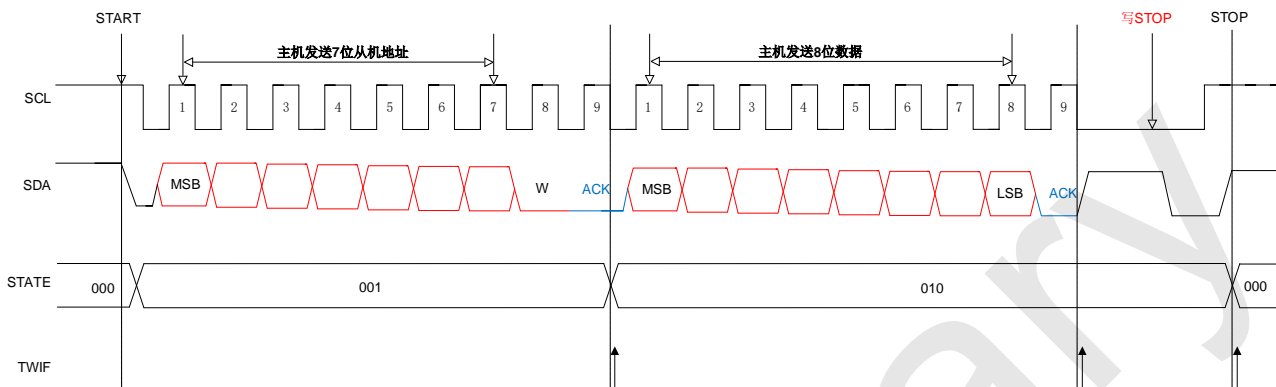 START
写STOP
STOP
主机发送7位从机地址
主机发送8位数据
SCL
1 2 3 4 5 6 7 8 9 1 2 3 4 5 6 7 8 9
SDA
MSB W ACK MSB LSB ACK
STATE
000 001 010 000
TWIF